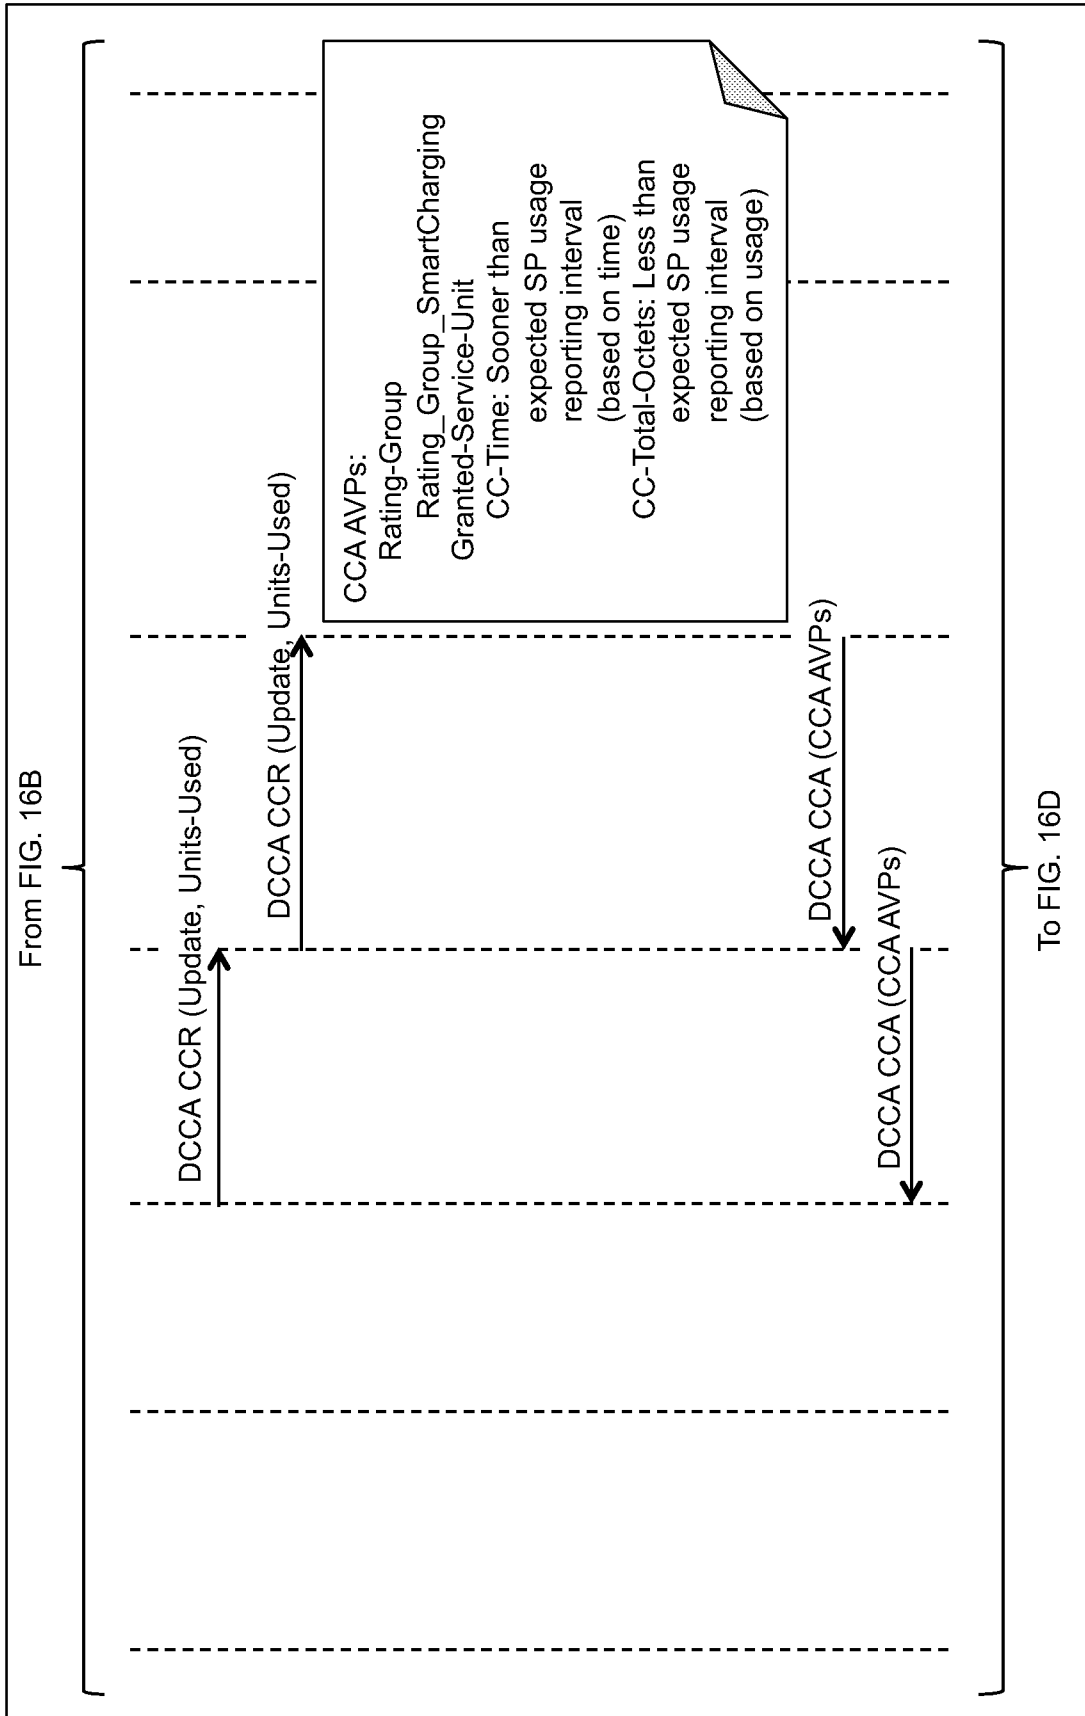 From FIG. 16B
DCCA CCR (Update, Units-Used)
DCCA CCR (Update, Units-Used)
CCA AVPs:
Rating-Group
Rating_Group_SmartCharging
Granted-Service-Unit
CC-Time: Sooner than
expected SP usage
reporting interval
(based on time)
CC-Total-Octets: Less than
expected SP usage
reporting interval
(based on usage)
DCCA CCA (CCA AVPs)
DCCA CCA (CCA AVPs)
To FIG. 16D